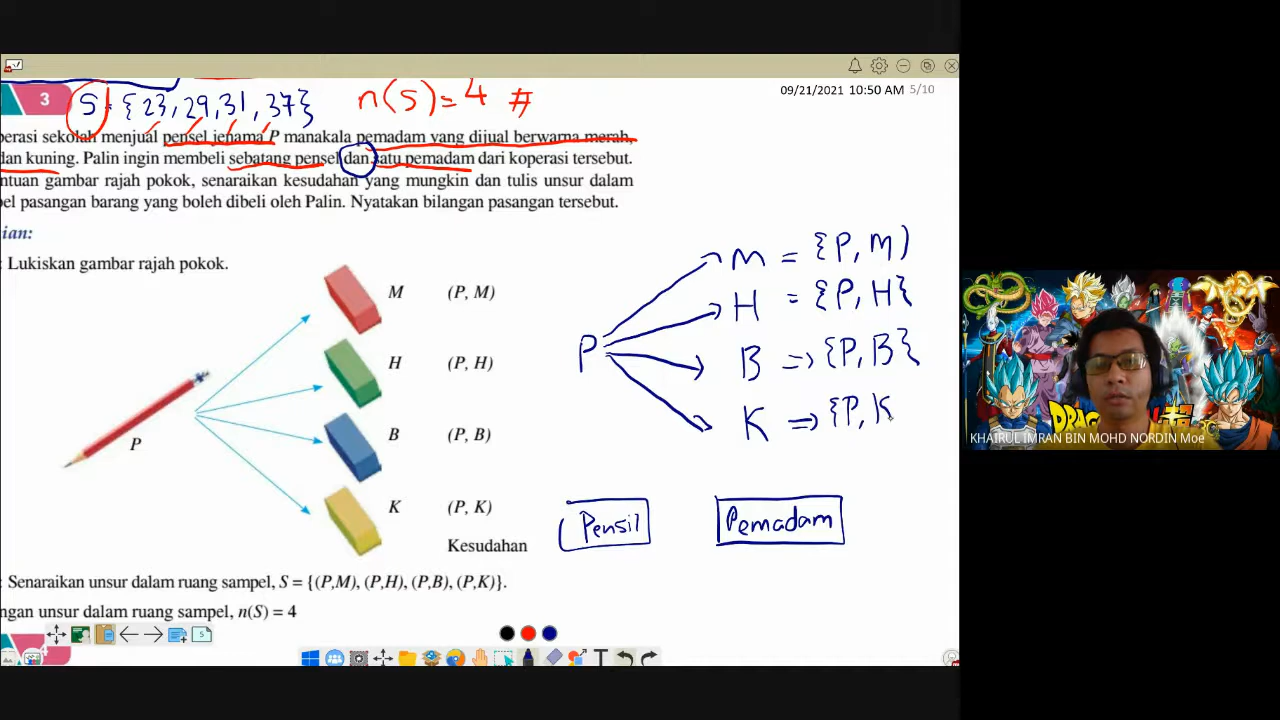 09/21/2021 10:50 AM 5/10
3 S = {23, 29, 31, 37} n(S) = 4 #
perasi sekolah menjual pensel jenama P manakala pemadam yang dijual berwarna merah,
dan kuning. Palin ingin membeli sebatang pensel dan satu pemadam dari koperasi tersebut.
ntuan gambar rajah pokok, senaraikan kesudahan yang mungkin dan tulis unsur dalam
pel pasangan barang yang boleh dibeli oleh Palin. Nyatakan bilangan pasangan tersebut.
ian:
: Lukiskan gambar rajah pokok.
M (P, M)
H (P, H)
B (P, B)
K (P, K)
P
Kesudahan
P
M = {P, M)
H = {P, H}
B => {P, B}
K => {P, K
Pensil Pemadam
: Senaraikan unsur dalam ruang sampel, S = {(P,M), (P,H), (P,B), (P,K)}.
ngan unsur dalam ruang sampel, n(S) = 4
5
T
KHAIRUL IMRAN BIN MOHD NORDIN Moe